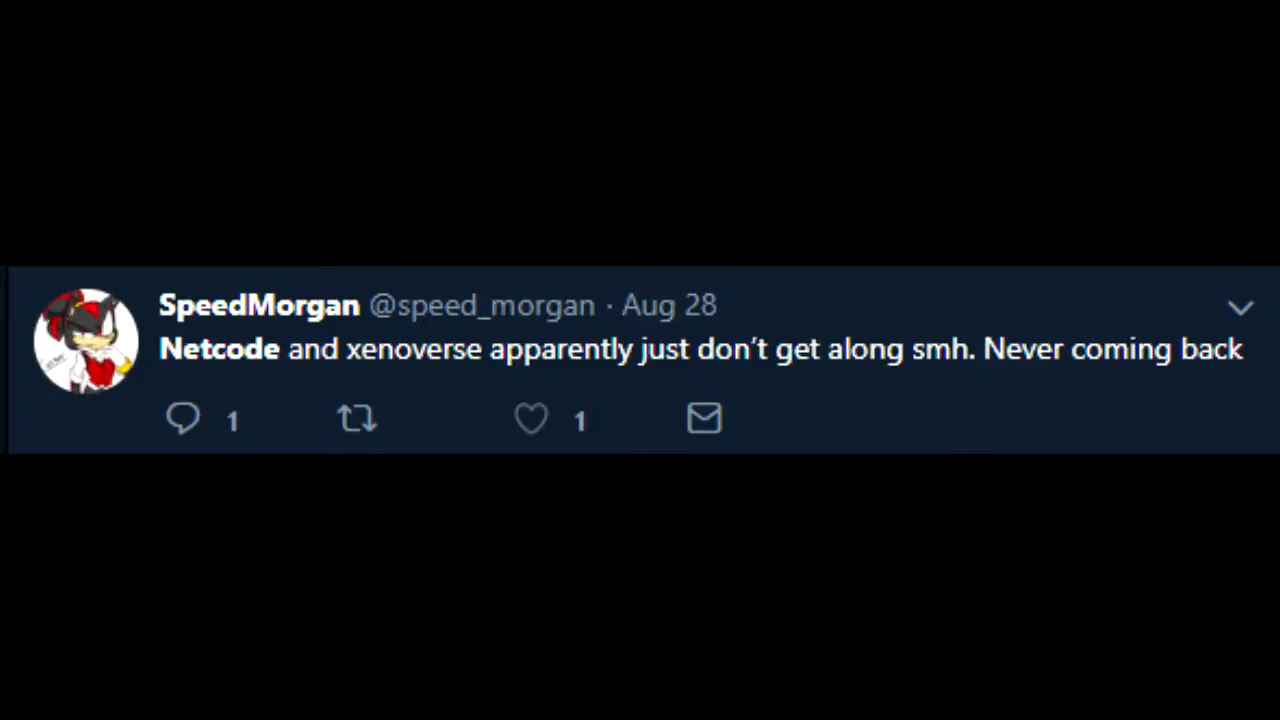 SpeedMorgan @speed_morgan · Aug 28
Netcode and xenoverse apparently just don't get along smh. Never coming back
1 1